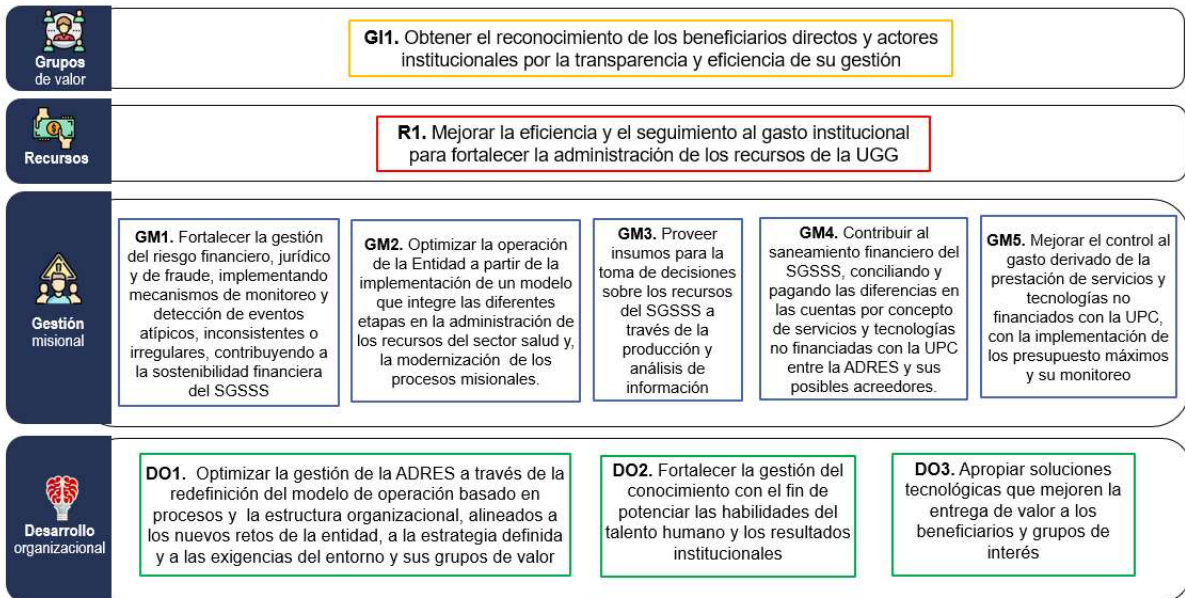 Grupos
de valor
GI1. Obtener el reconocimiento de los beneficiarios directos y actores
institucionales por la transparencia y eficiencia de su gestión
Recursos
R1. Mejorar la eficiencia y el seguimiento al gasto institucional
para fortalecer la administración de los recursos de la UGG
Gestión
misional
GM1. Fortalecer la gestión
del riesgo financiero, jurídico
y de fraude, implementando
mecanismos de monitoreo y
detección de eventos
atípicos, inconsistentes o
irregulares, contribuyendo a
la sostenibilidad financiera
del SGSSS
GM2. Optimizar la operación
de la Entidad a partir de la
implementación de un modelo
que integre las diferentes
etapas en la administración de
los recursos del sector salud y,
la modernización de los
procesos misionales.
GM3. Proveer
insumos para la
toma de decisiones
sobre los recursos
del SGSSS a
través de la
producción y
análisis de
información
GM4. Contribuir al
saneamiento financiero del
SGSSS, conciliando y
pagando las diferencias en
las cuentas por concepto de
servicios y tecnologías
no financiadas con la UPC
entre la ADRES y sus
posibles acreedores.
GM5. Mejorar el control al
gasto derivado de la
prestación de servicios y
tecnologías no
financiados con la UPC,
con la implementación de
los presupuesto máximos
y su monitoreo
Desarrollo
organizacional
DO1. Optimizar la gestión de la ADRES a través de la
redefinición del modelo de operación basado en
procesos y la estructura organizacional, alineados a
los nuevos retos de la entidad, a la estrategia definida
y a las exigencias del entorno y sus grupos de valor
DO2. Fortalecer la gestión del
conocimiento con el fin de
potenciar las habilidades del
talento humano y los resultados
institucionales
DO3. Apropiar soluciones
tecnológicas que mejoren la
entrega de valor a los
beneficiarios y grupos de
interés